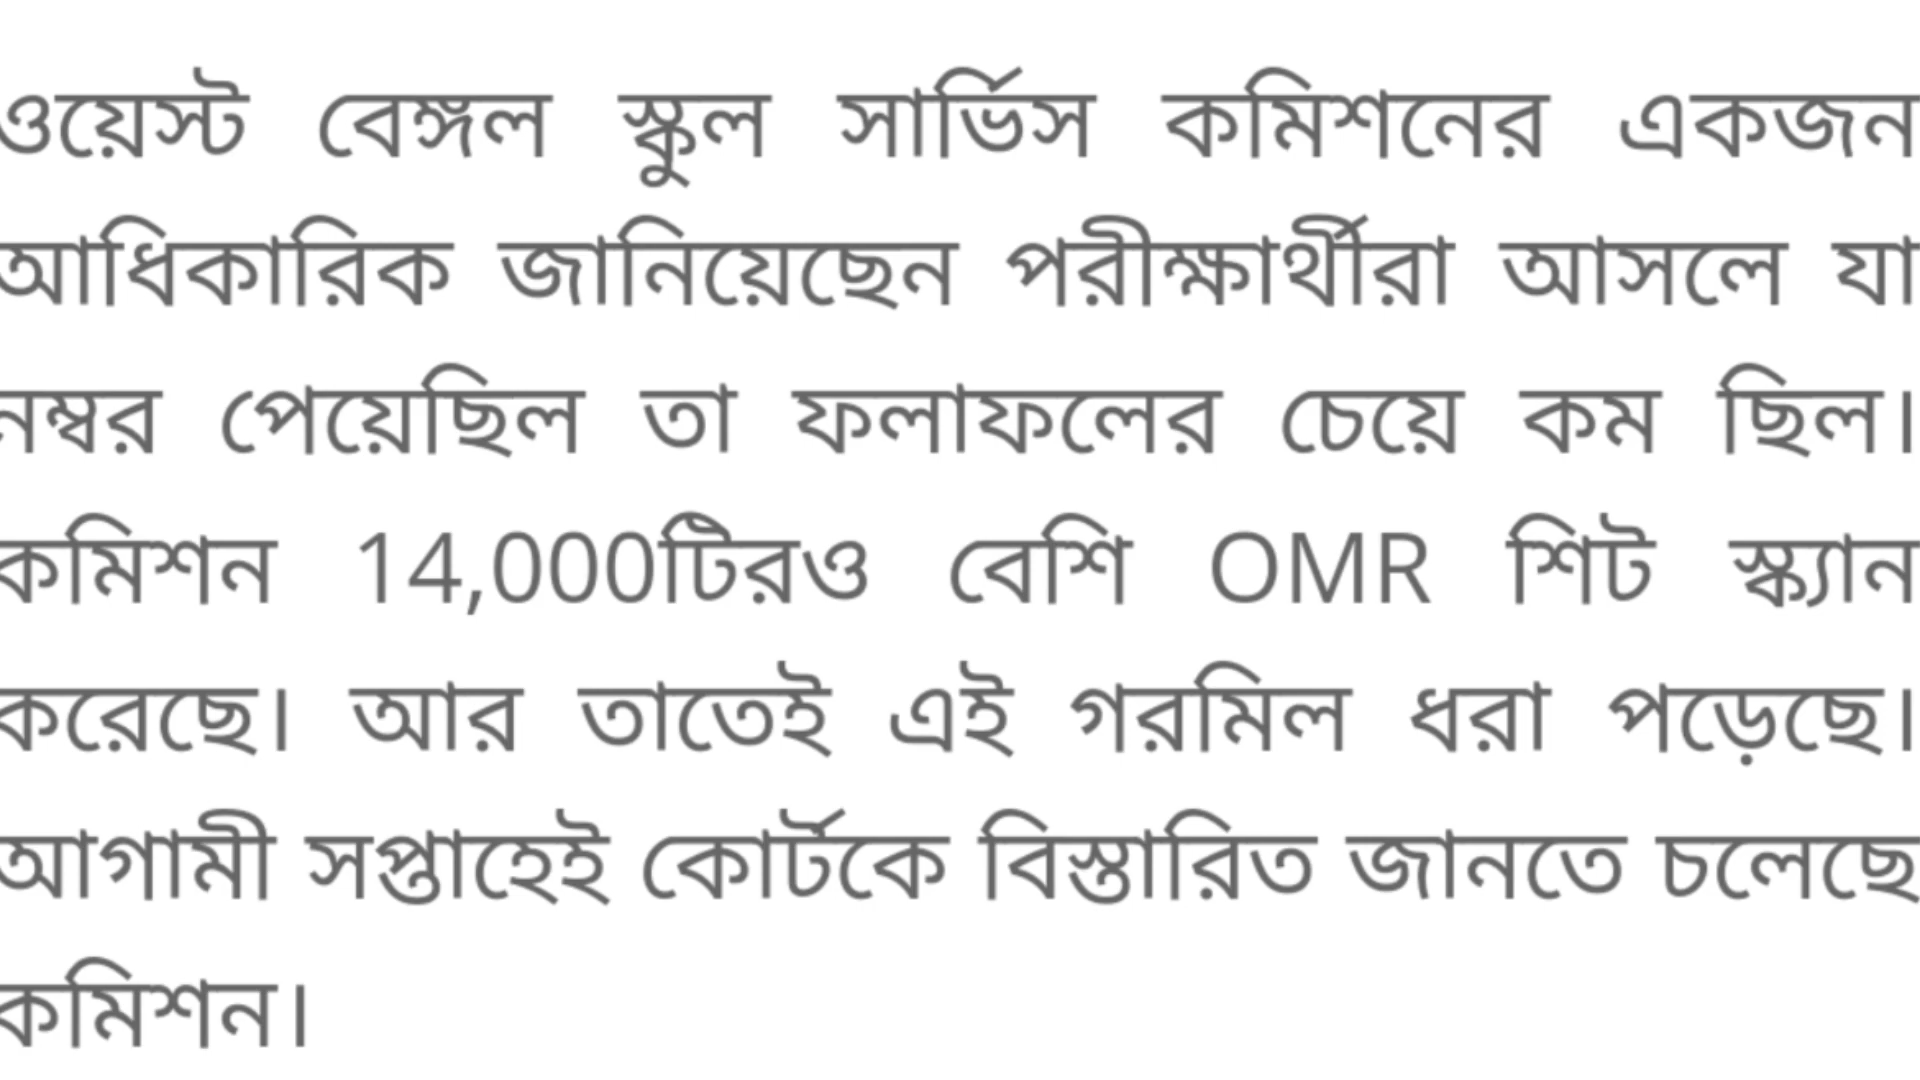 ওয়েস্ট বেঙ্গল স্কুল সার্ভিস কমিশনের একজন
আধিকারিক জানিয়েছেন পরীক্ষার্থীরা আসলে যা
নম্বর পেয়েছিল তা ফলাফলের চেয়ে কম ছিল।
কমিশন 14,000টিরও বেশি OMR শিট স্ক্যান
করেছে। আর তাতেই এই গরমিল ধরা পড়েছে।
আগামী সপ্তাহেই কোর্টকে বিস্তারিত জানতে চলেছে
কমিশন।